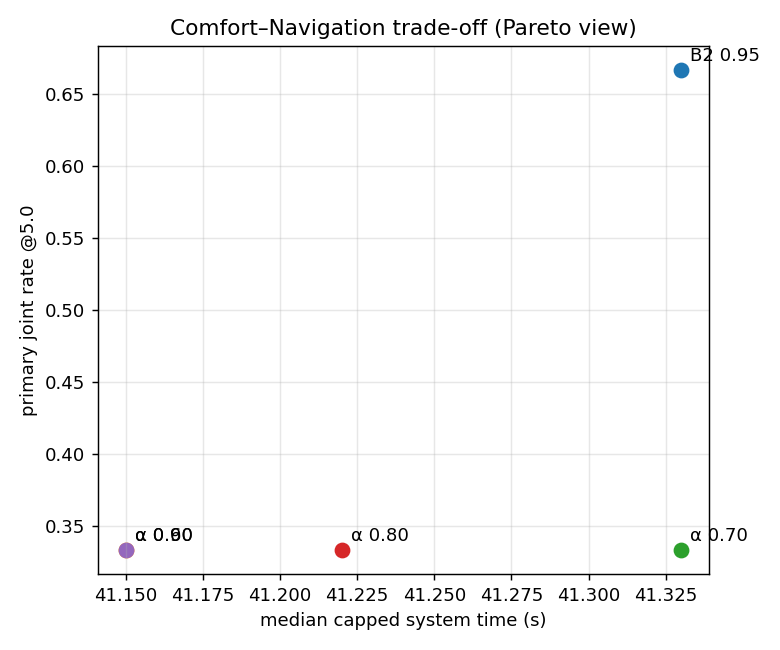 Comfort–Navigation trade-off (Pareto view)
B2 0.95
0.65
0.60
0.55
0.50
0.45
0.40
0.35
primary joint rate @5.0
α 0.80
α 0.70
41.150 41.175 41.200 41.225 41.250 41.275 41.300 41.325
median capped system time (s)